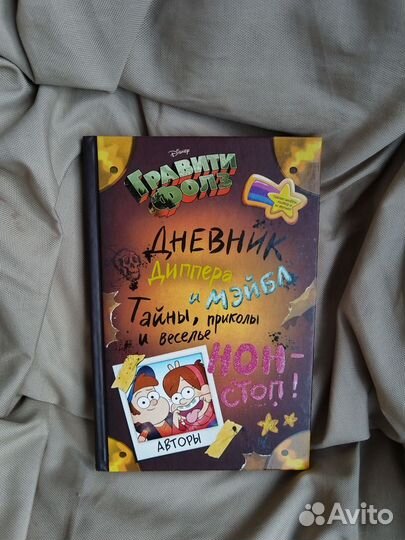 Disney
ГРАВИТИ
ФОЛЗ
ДНЕВНИК
ДИППЕРА
и МЭЙБЛ
Тайны, приколы
и веселье
НОН-
СТОП!
АВТОРЫ
Avito